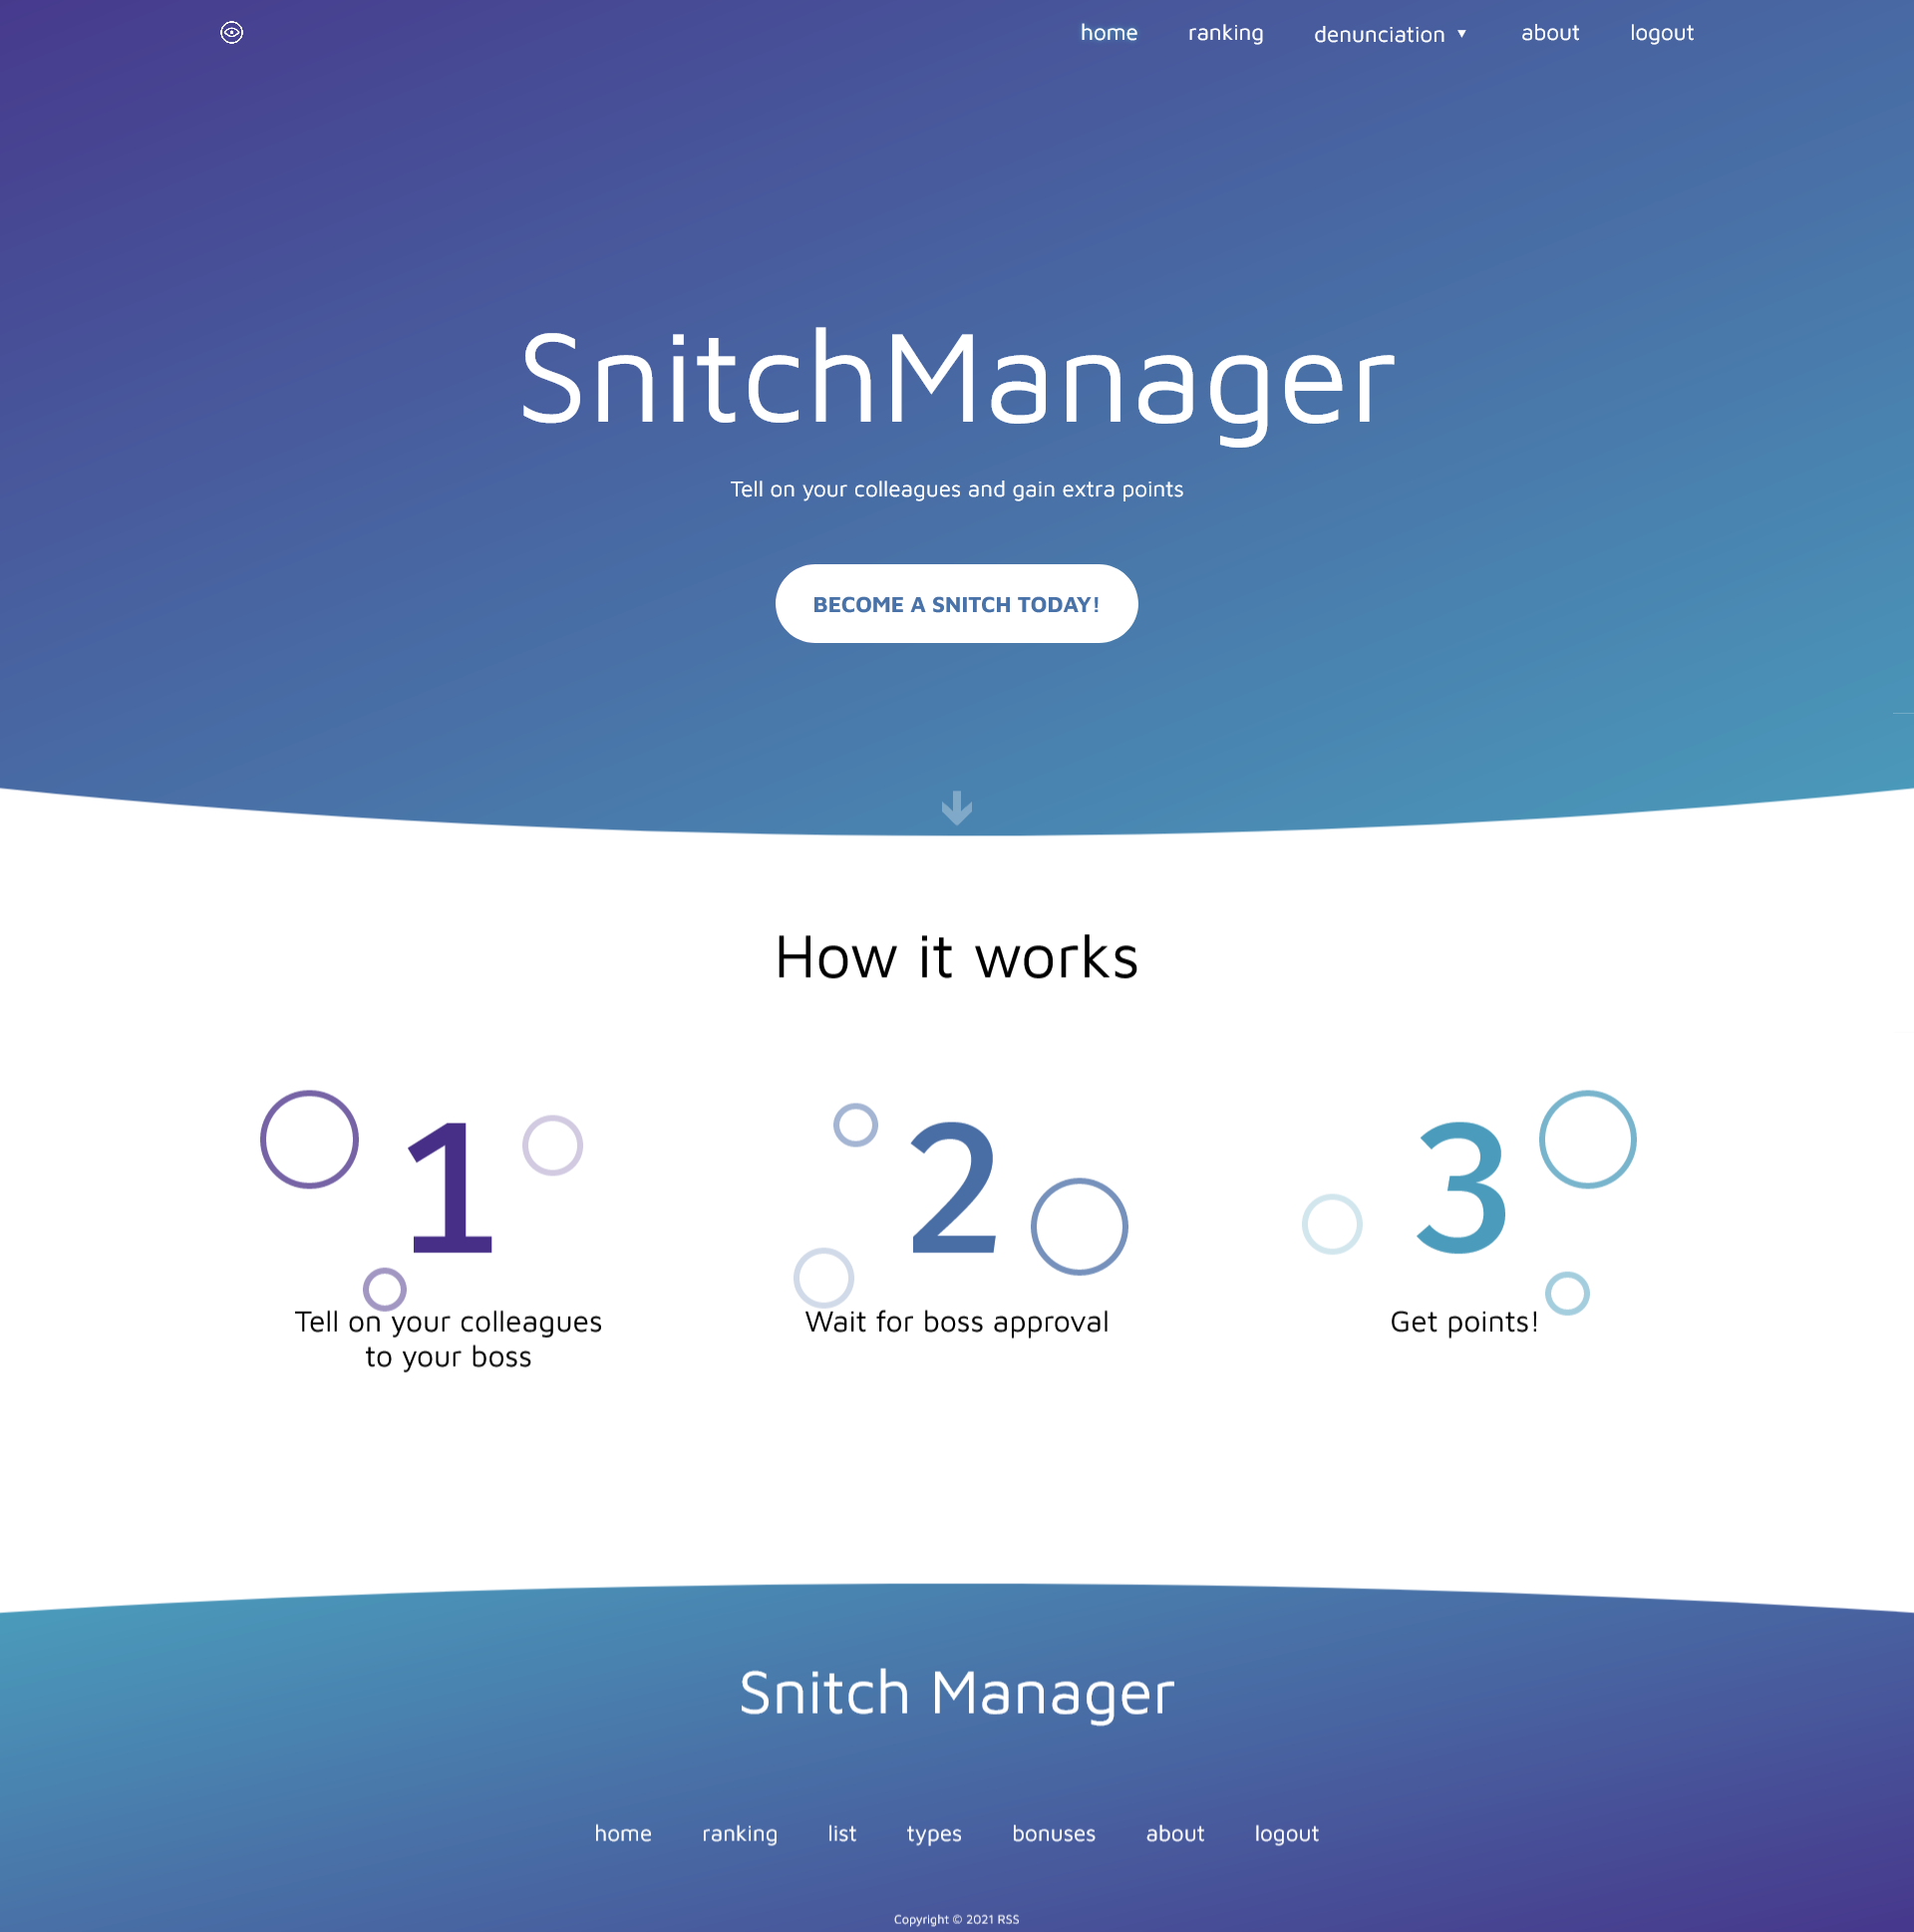 home ranking denunciation ▼ about logout
SnitchManager
Tell on your colleagues and gain extra points
BECOME A SNITCH TODAY!
How it works
1 2 3
Tell on your colleagues
to your boss
Wait for boss approval
Get points!
Snitch Manager
home ranking list types bonuses about logout
Copyright © 2021 RSS